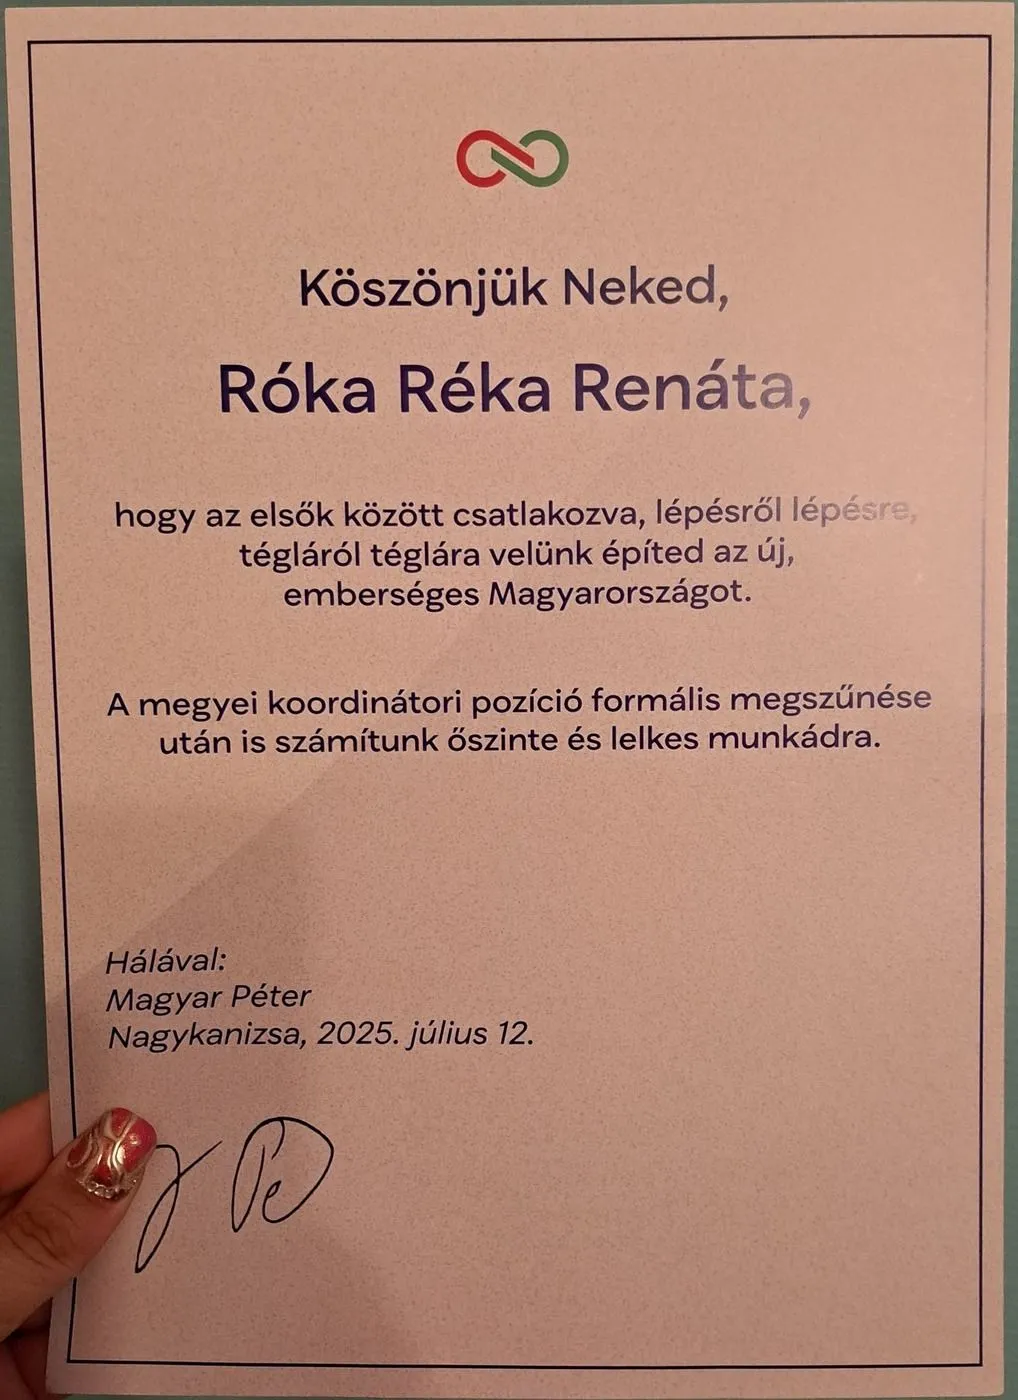 Köszönjük Neked,
Róka Réka Renáta,
hogy az elsők között csatlakozva, lépésről lépésre,
tégláról téglára velünk építed az új,
emberséges Magyarországot.
A megyei koordinátori pozíció formális megszűnése
után is számítunk őszinte és lelkes munkádra.
Hálával:
Magyar Péter
Nagykanizsa, 2025. július 12.